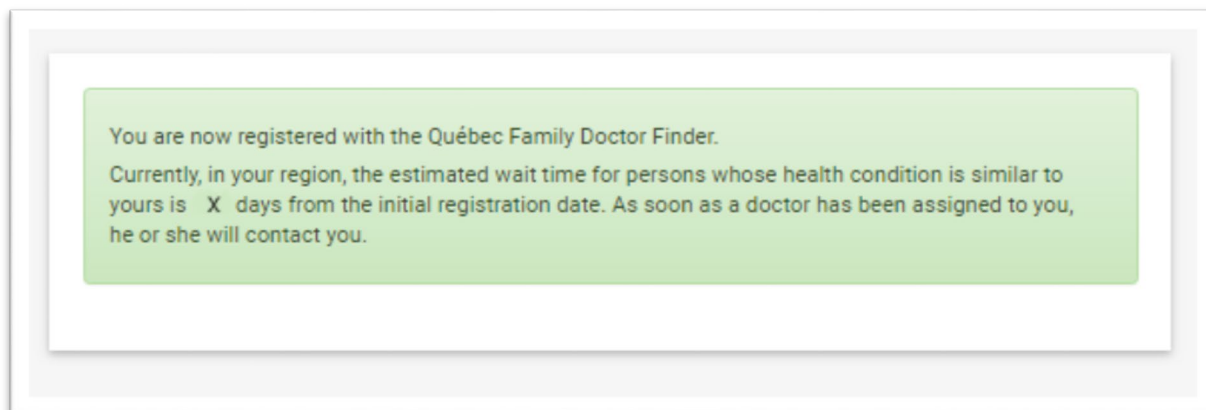 You are now registered with the Québec Family Doctor Finder.
Currently, in your region, the estimated wait time for persons whose health condition is similar to
yours is X days from the initial registration date. As soon as a doctor has been assigned to you,
he or she will contact you.